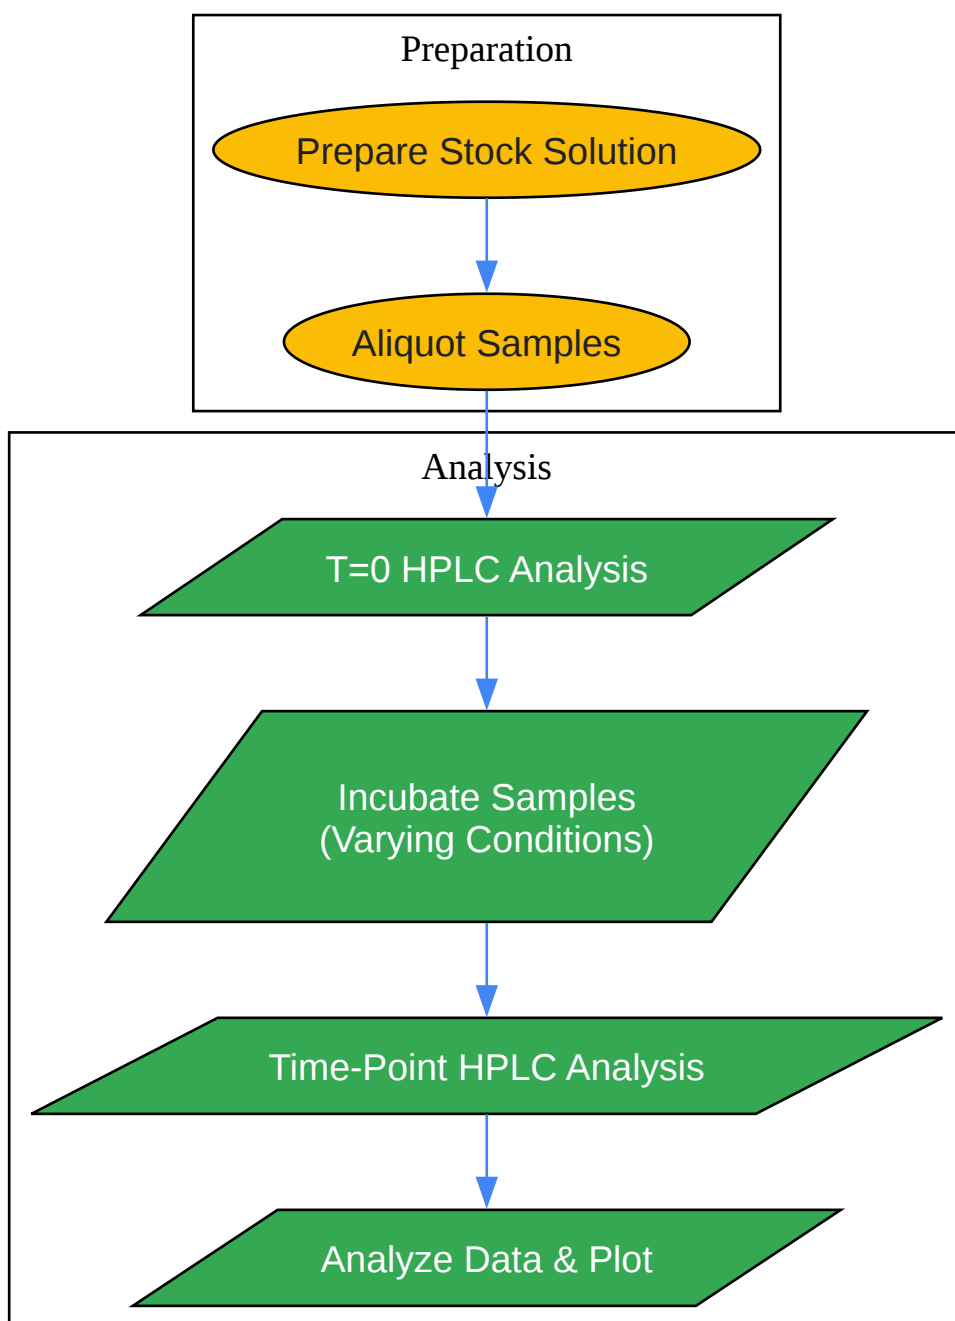 Preparation
Prepare Stock Solution
Aliquot Samples
Analysis
T=0 HPLC Analysis
Incubate Samples
(Varying Conditions)
Time-Point HPLC Analysis
Analyze Data & Plot